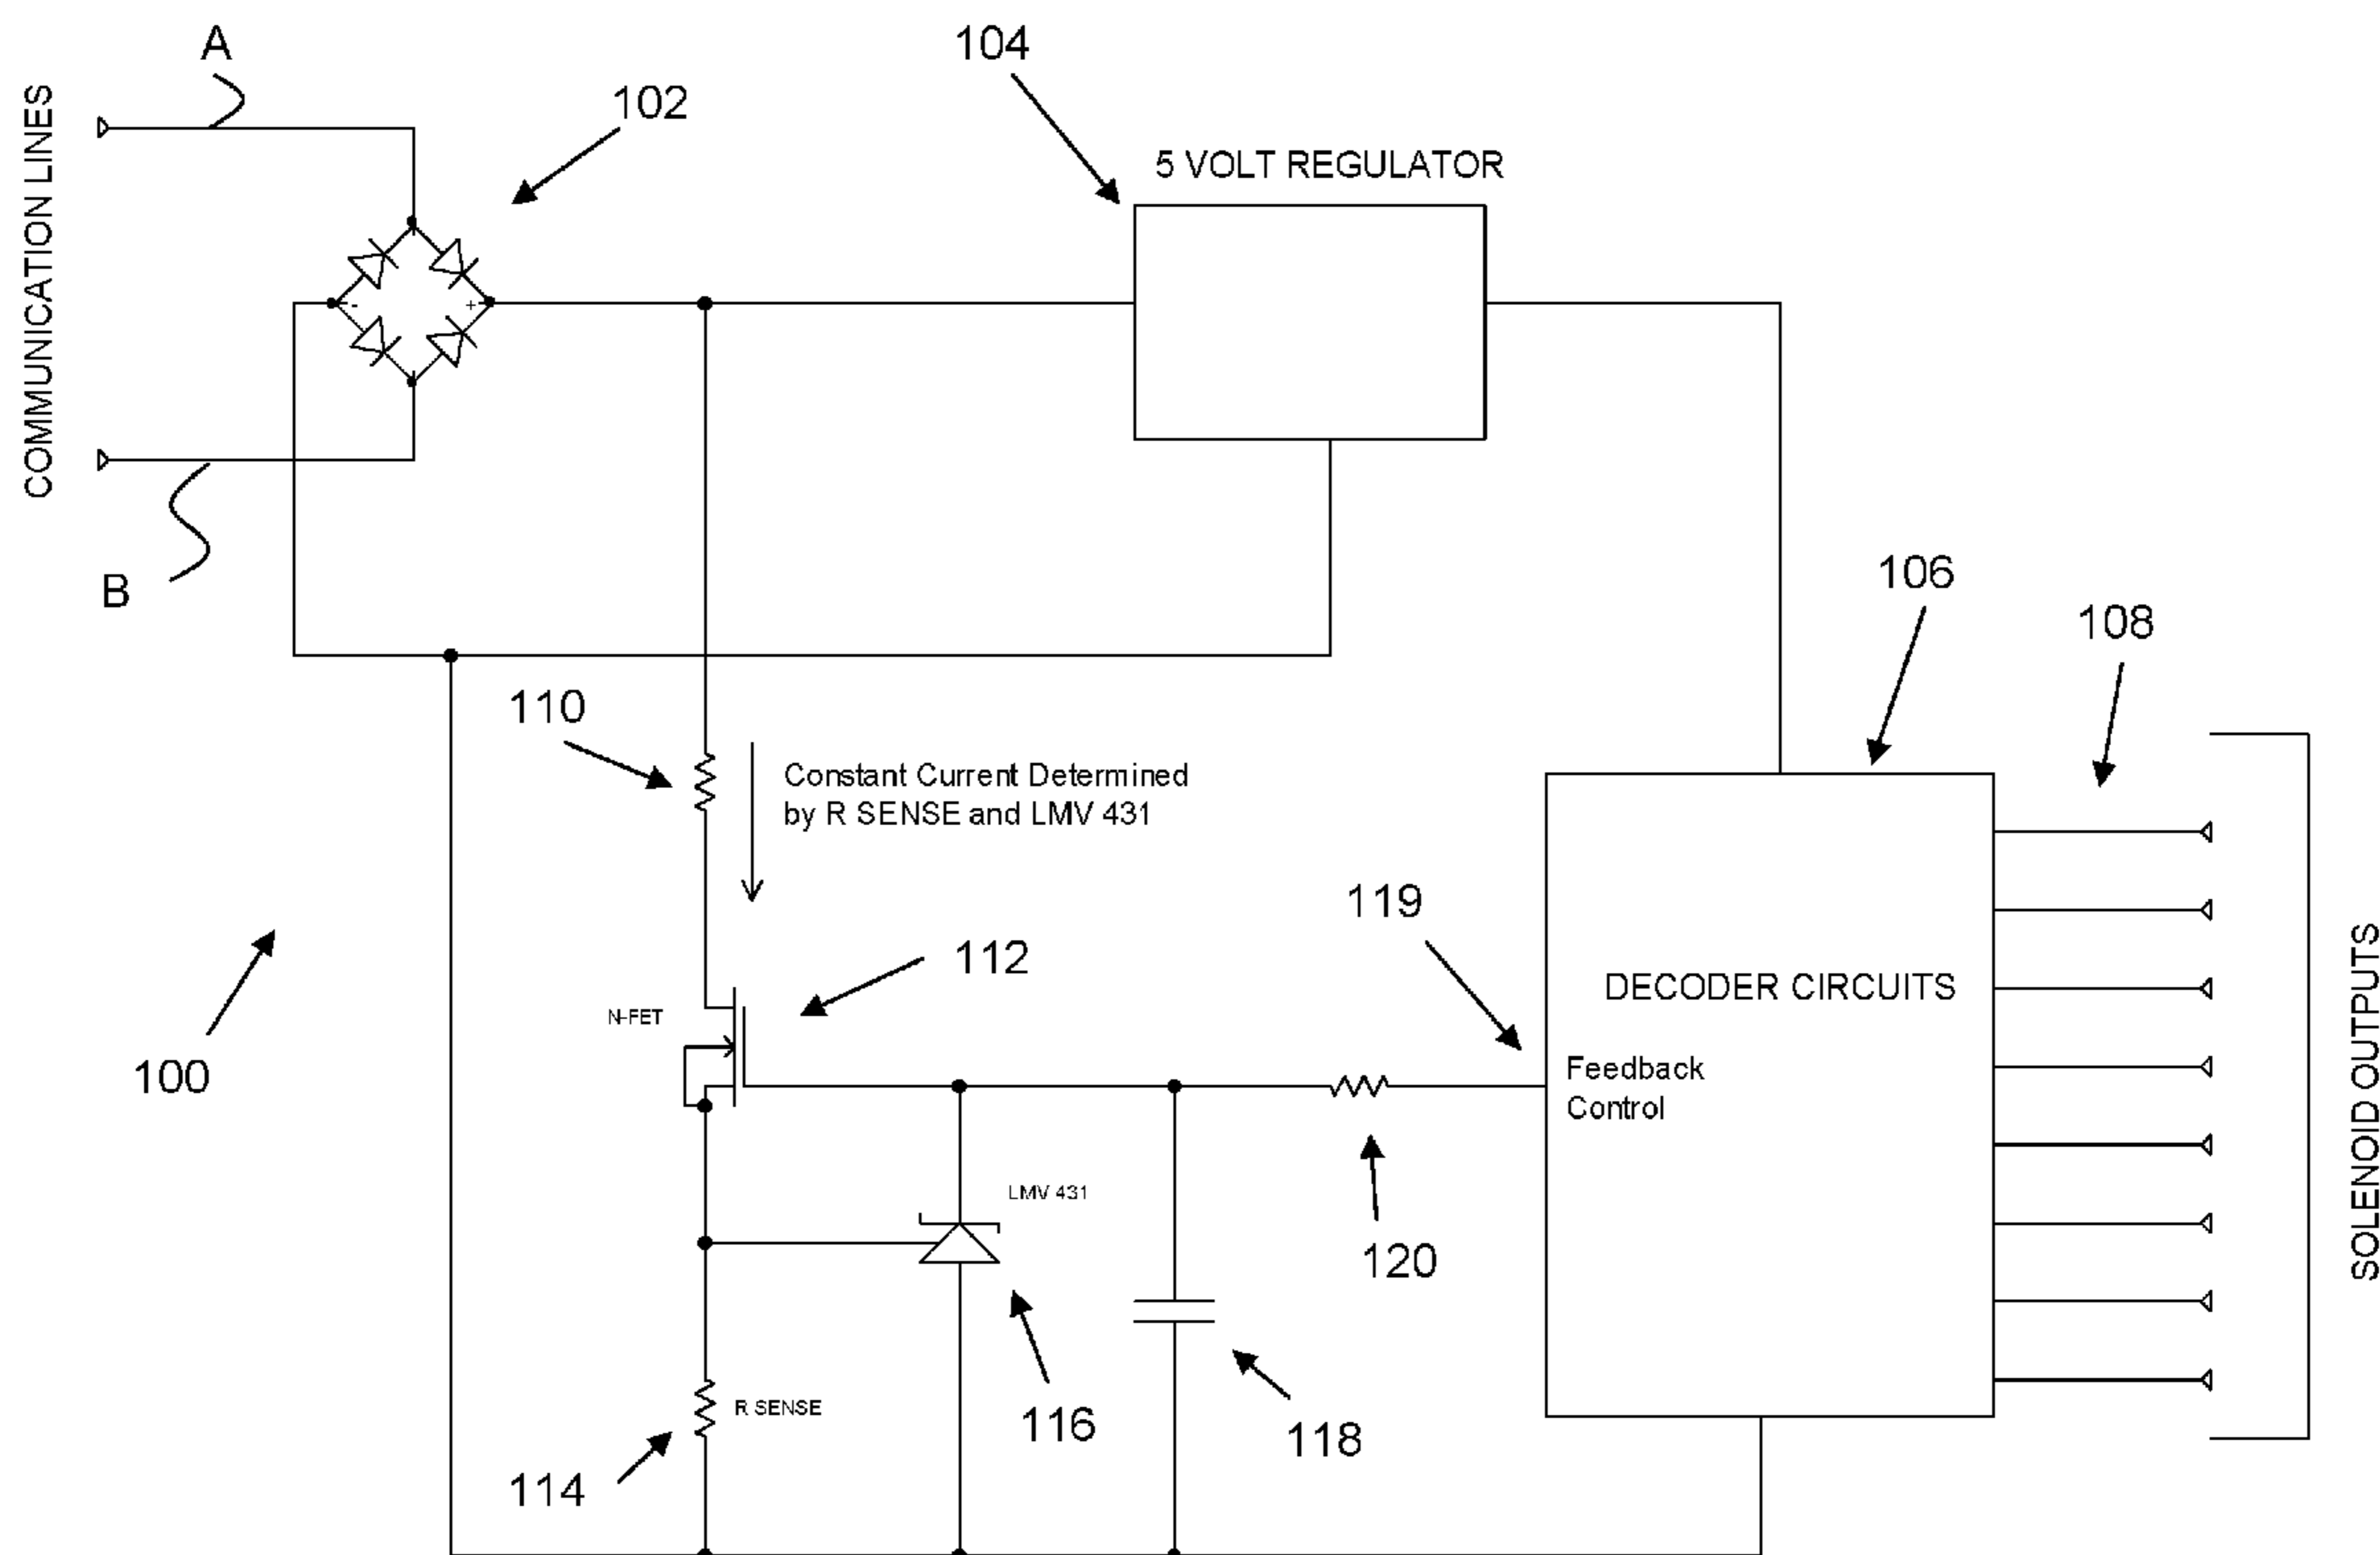 A
104
102
COMMUNICATION LINES
5 VOLT REGULATOR
-
+
B
106
108
110
Constant Current Determined
by R SENSE and LMV 431
119
112
N-FET
DECODER CIRCUITS
100
Feedback
Control
SOLENOID OUTPUTS
LMV 431
120
R SENSE
116
118
114